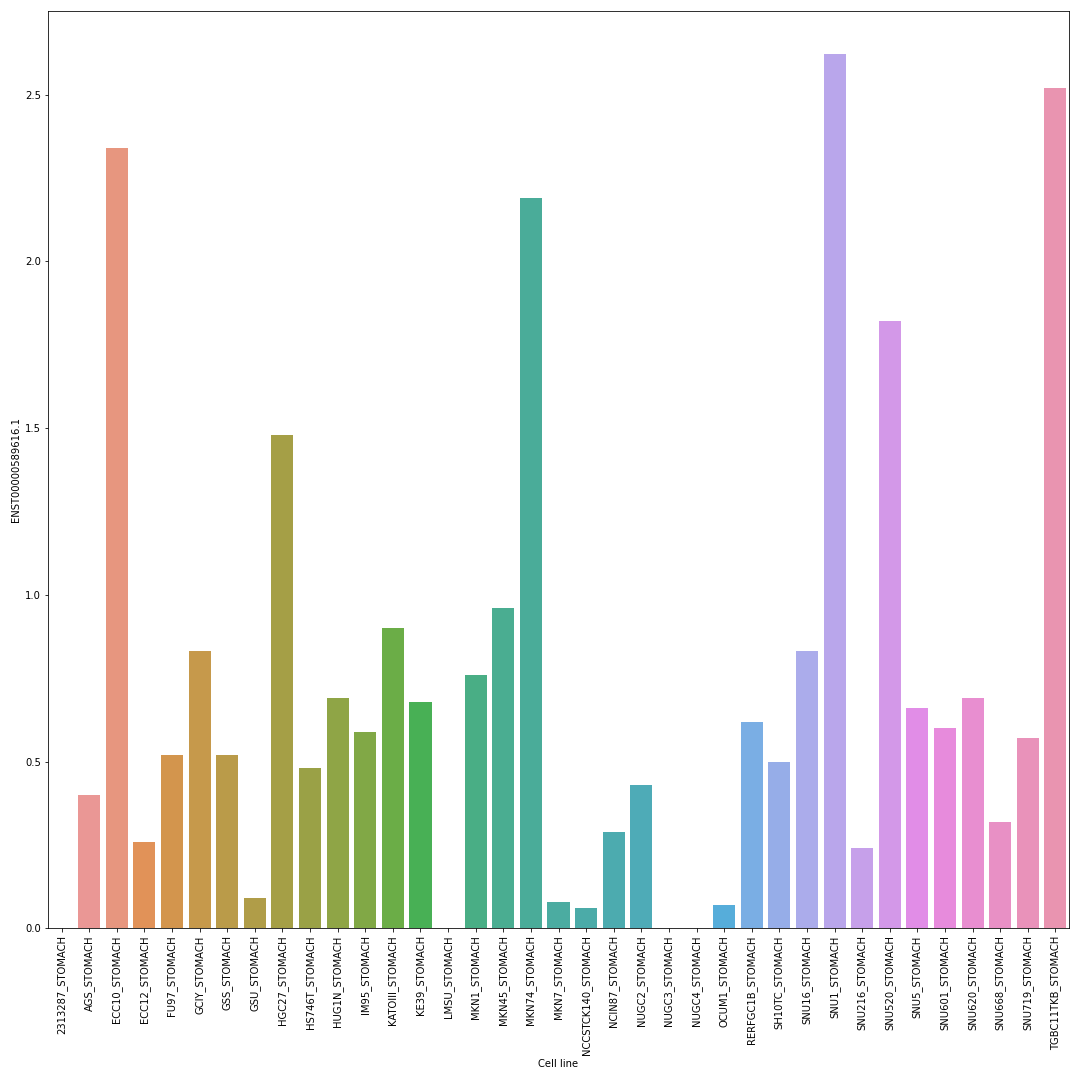 2.5
2.0
1.5
1.0
0.5
0.0
ENST00000589616.1
2313287_STOMACH
AGS_STOMACH
ECC10_STOMACH
ECC12_STOMACH
FU97_STOMACH
GCIY_STOMACH
GSS_STOMACH
GSU_STOMACH
HGC27_STOMACH
HS746T_STOMACH
HUG1N_STOMACH
IM95_STOMACH
KATOIII_STOMACH
KE39_STOMACH
LMSU_STOMACH
MKN1_STOMACH
MKN45_STOMACH
MKN74_STOMACH
MKN7_STOMACH
NCCSTCK140_STOMACH
NCIN87_STOMACH
NUGC2_STOMACH
NUGC3_STOMACH
NUGC4_STOMACH
OCUM1_STOMACH
RERFGC1B_STOMACH
SH10TC_STOMACH
SNU16_STOMACH
SNU1_STOMACH
SNU216_STOMACH
SNU520_STOMACH
SNU5_STOMACH
SNU601_STOMACH
SNU620_STOMACH
SNU668_STOMACH
SNU719_STOMACH
TGBC11TKB_STOMACH
Cell line